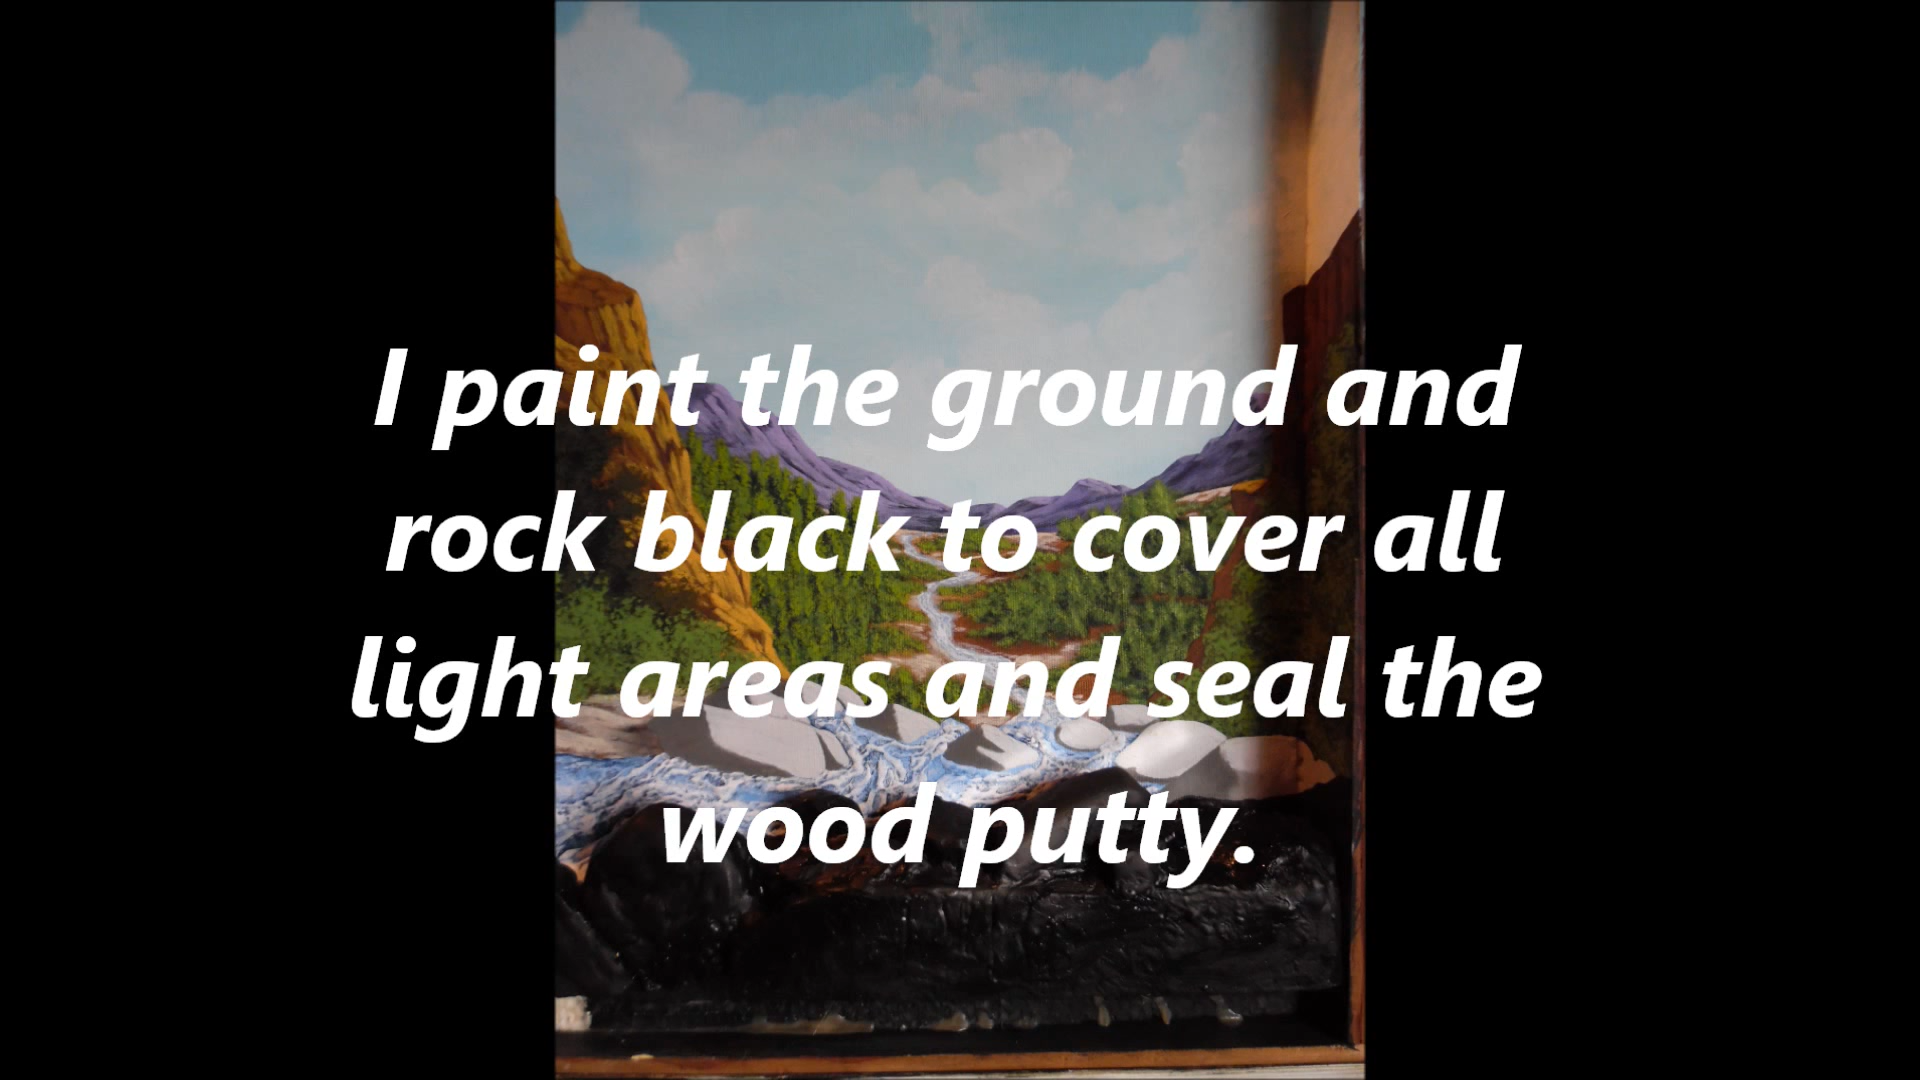 I paint the ground and
rock black to cover all
light areas and seal the
wood putty.